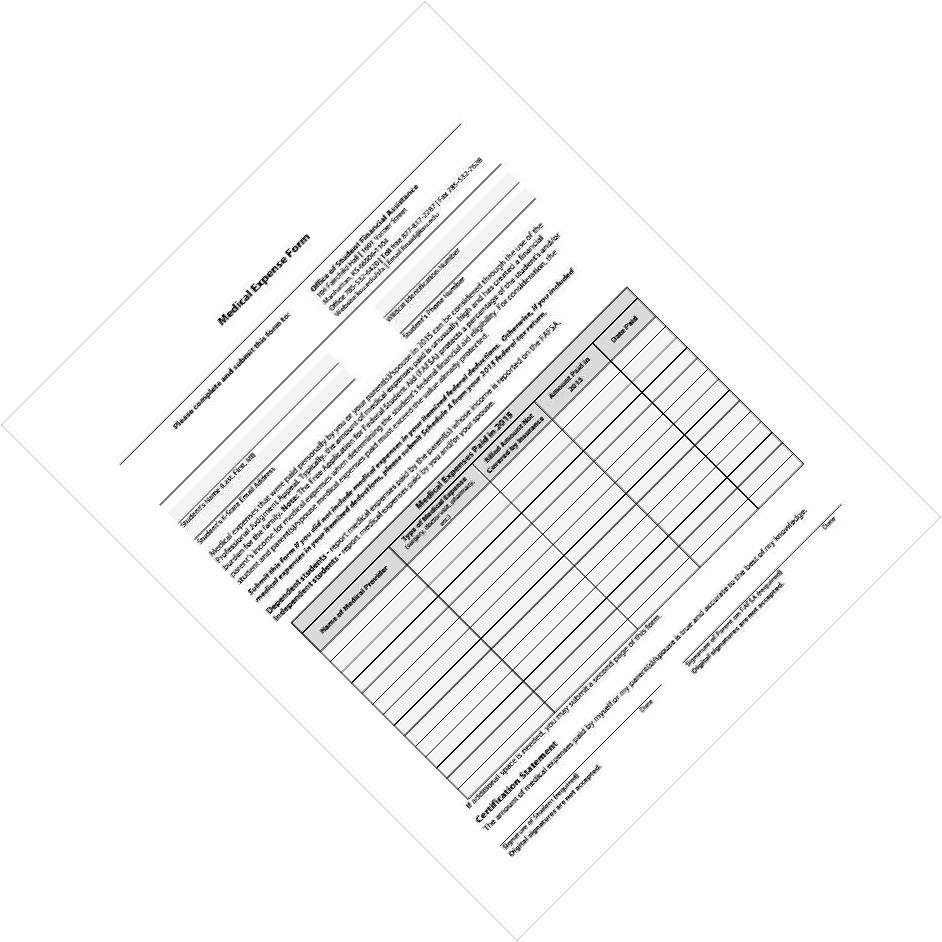 Medical Expense Form
Please complete and submit this form to:
Office of Student Financial Assistance
104 Fairchild Hall | 1601 Vattier Street
Manhattan, KS 66506-1104
Office 785-532-6420 | Toll free 877-817-2287 | Fax 785-532-7628
Website ksu.edu/sfa | Email finaid@ksu.edu
Student's Name (Last, First, MI)
Wildcat Identification Number
Student's K-State Email Address
Student's Phone Number
Medical expenses that were paid personally by you or your parent(s)/spouse in 2015 can be considered through the use of the
Professional Judgment Appeal. Typically, the amount of medical expenses paid is unusually high and has created a financial
burden for the family. Note: The Free Application for Federal Student Aid (FAFSA) protects a percentage of the student's and/or
parent's income for medical expenses when determining the student's federal financial aid eligibility. For consideration, the
student and parent(s)/spouse medical expenses paid must exceed the value already protected.
Submit this form if you did not include medical expenses in your itemized federal deductions. Otherwise, if you included
medical expenses in your itemized deductions, please submit Schedule A from your 2015 federal tax return.
Dependent students - report medical expenses paid by the parent(s) whose income is reported on the FAFSA.
Independent students - report medical expenses paid by you and/or your spouse.
Medical Expenses Paid in 2015
Name of Medical Provider
Type of Medical Expense
(surgery, doctor visit, pharmacy,
etc.)
Billed Amount Not
Covered by Insurance
Amount Paid in
2015
Date Paid
If additional space is needed, you may submit a second page of this form.
Certification Statement
The amount of medical expenses paid by myself or my parent(s)/spouse is true and accurate to the best of my knowledge.
Signature of Student (required)
Date
Signature of Parent on FAFSA (required)
Date
Digital signatures are not accepted.
Digital signatures are not accepted.